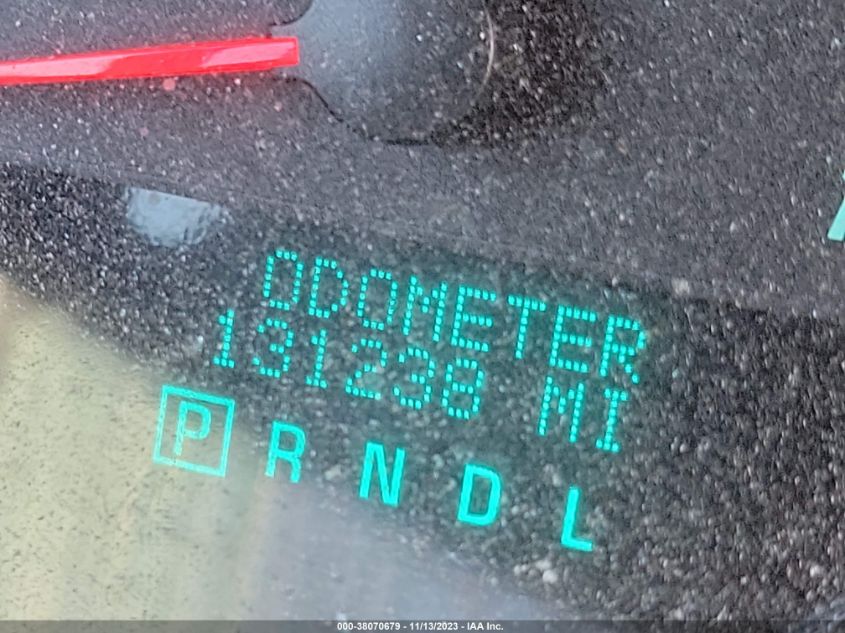 ODOMETER
131238 MI
P R N D L
000-38070679 - 11/13/2023 - IAA Inc.